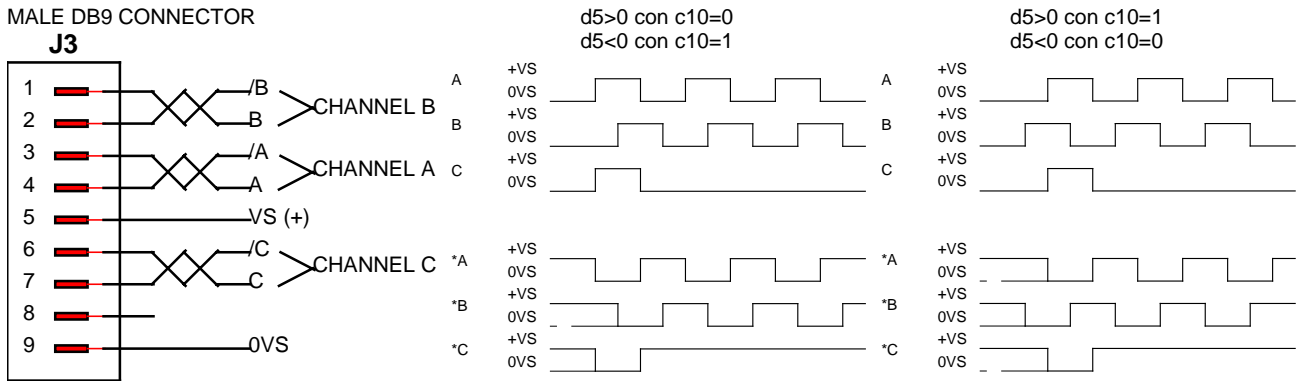 MALE DB9 CONNECTOR
J3
1 /B
2 B
CHANNEL B
3 /A
4 A
CHANNEL A
5 VS (+)
6 /C
7 C
CHANNEL C
8
9 0VS
d5>0 con c10=0
d5<0 con c10=1
A +VS
0VS
B +VS
0VS
C +VS
0VS
*A +VS
0VS
*B +VS
0VS
*C +VS
0VS
d5>0 con c10=1
d5<0 con c10=0
A +VS
0VS
B +VS
0VS
C +VS
0VS
*A +VS
0VS
*B +VS
0VS
*C +VS
0VS